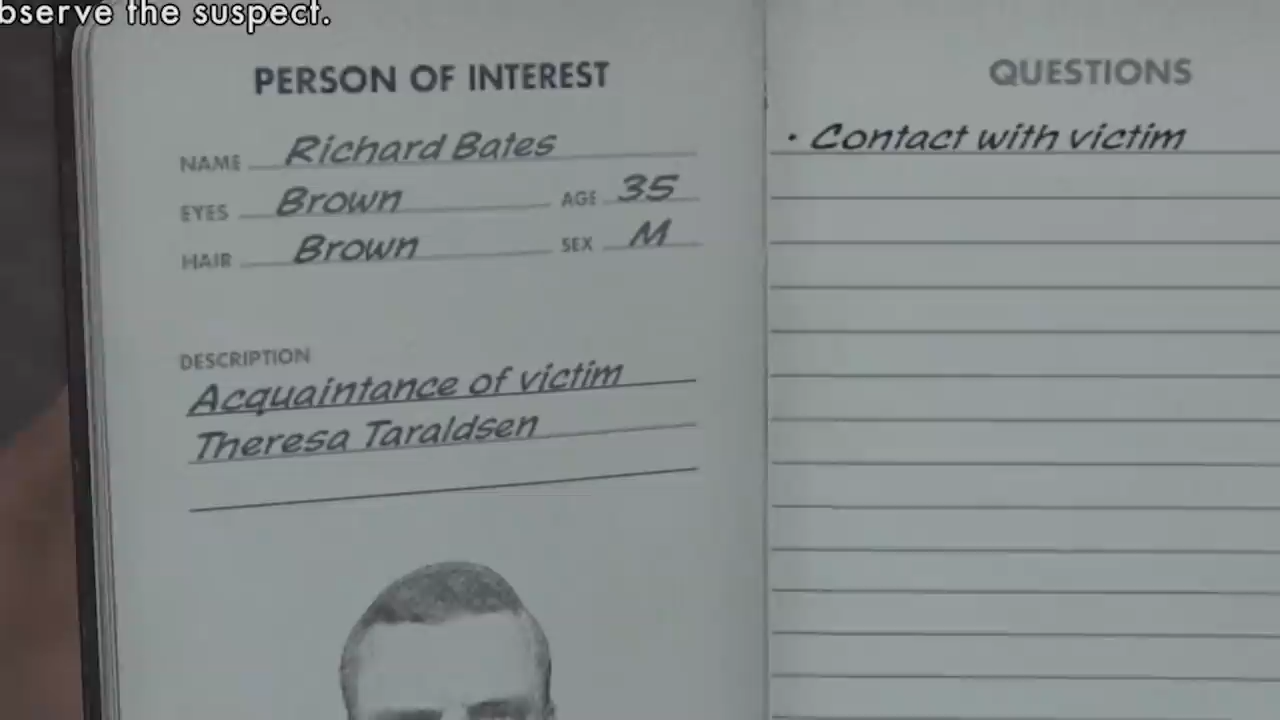 bserve the suspect.
PERSON OF INTEREST
NAME Richard Bates
EYES Brown AGE 35
HAIR Brown SEX M
DESCRIPTION
Acquaintance of victim
Theresa Taraldsen
QUESTIONS
• Contact with victim